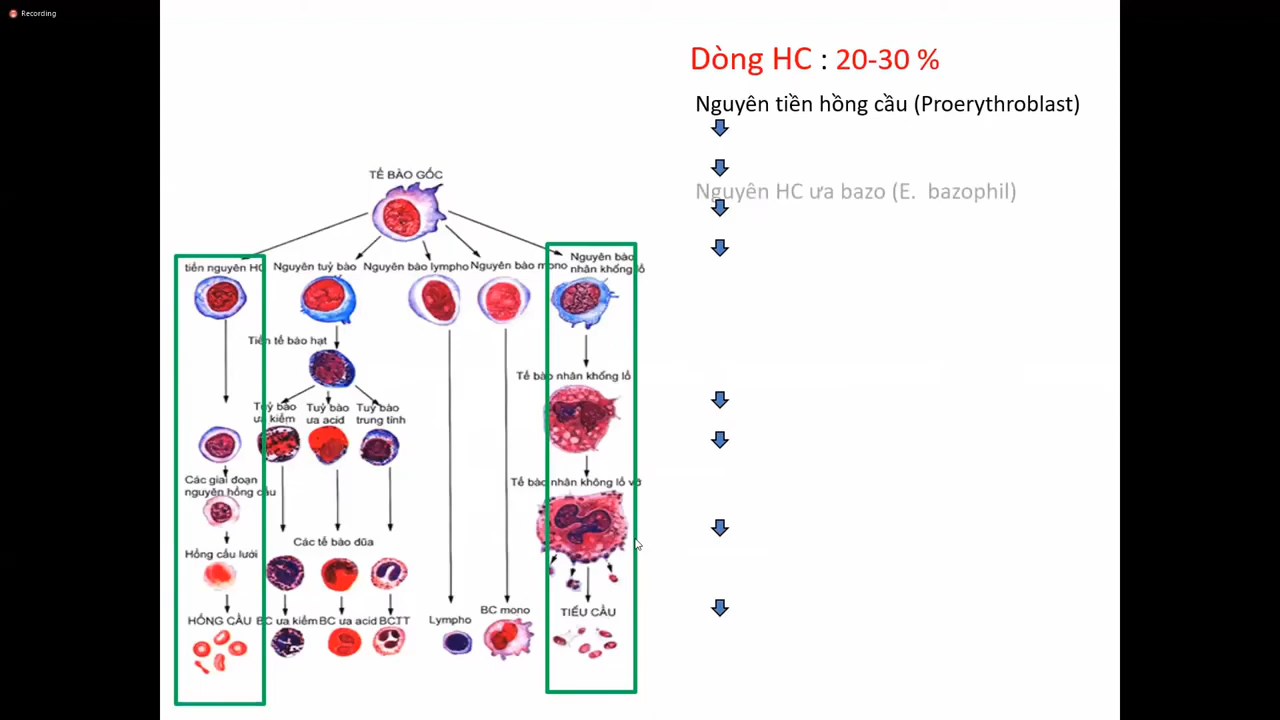 Recording
Dòng HC : 20-30 %
Nguyên tiền hồng cầu (Proerythroblast)
Nguyên HC ưa bazo (E. bazophil)
TẾ BÀO GỐC
tiền nguyên HC
Nguyên tuỷ bào
Nguyên bào lympho
Nguyên bào mono
Nguyên bào
nhân khổng lồ
Tiền tế bào hạt
Tế bào nhân khổng lồ
Tuỷ bào
ưa kiềm
Tuỷ bào
ưa acid
Tuỷ bào
trung tính
Các giai đoạn
nguyên hồng cầu
Tế bào nhân khổng lồ vỡ
Các tế bào đũa
Hồng cầu lưới
HỒNG CẦU
BC ưa kiềm
BC ưa acid
BCTT
Lympho
BC mono
TIỂU CẦU